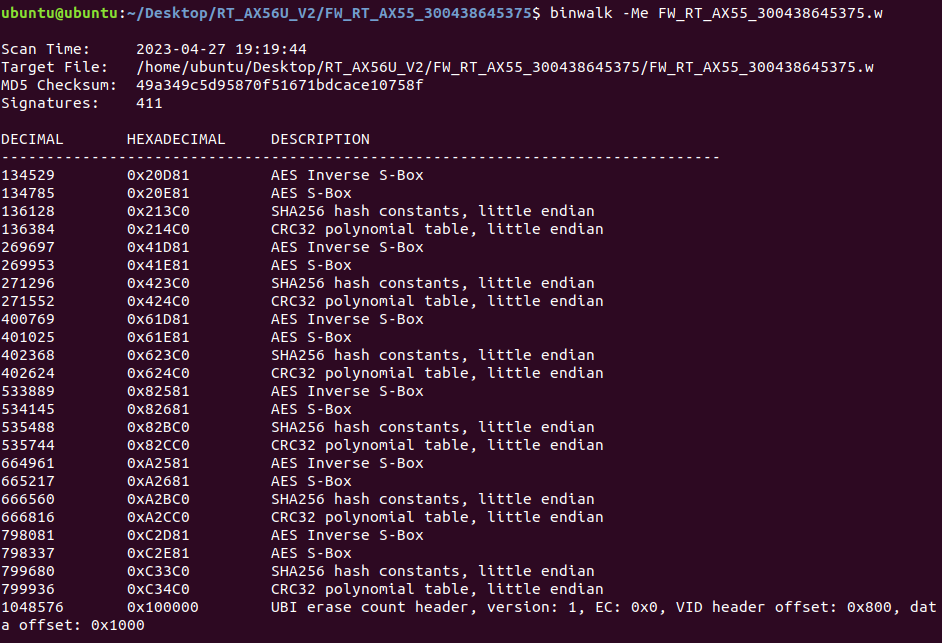 ubuntu@ubuntu:~/Desktop/RT_AX56U_V2/FW_RT_AX55_300438645375$ binwalk -Me FW_RT_AX55_300438645375.w
Scan Time:     2023-04-27 19:19:44
Target File:   /home/ubuntu/Desktop/RT_AX56U_V2/FW_RT_AX55_300438645375/FW_RT_AX55_300438645375.w
MD5 Checksum:  49a349c5d95870f51671bdcace10758f
Signatures:    411
DECIMAL       HEXADECIMAL     DESCRIPTION
--------------------------------------------------------------------------------
134529        0x20D81         AES Inverse S-Box
134785        0x20E81         AES S-Box
136128        0x213C0         SHA256 hash constants, little endian
136384        0x214C0         CRC32 polynomial table, little endian
269697        0x41D81         AES Inverse S-Box
269953        0x41E81         AES S-Box
271296        0x423C0         SHA256 hash constants, little endian
271552        0x424C0         CRC32 polynomial table, little endian
400769        0x61D81         AES Inverse S-Box
401025        0x61E81         AES S-Box
402368        0x623C0         SHA256 hash constants, little endian
402624        0x624C0         CRC32 polynomial table, little endian
533889        0x82581         AES Inverse S-Box
534145        0x82681         AES S-Box
535488        0x82BC0         SHA256 hash constants, little endian
535744        0x82CC0         CRC32 polynomial table, little endian
664961        0xA2581         AES Inverse S-Box
665217        0xA2681         AES S-Box
666560        0xA2BC0         SHA256 hash constants, little endian
666816        0xA2CC0         CRC32 polynomial table, little endian
798081        0xC2D81         AES Inverse S-Box
798337        0xC2E81         AES S-Box
799680        0xC33C0         SHA256 hash constants, little endian
799936        0xC34C0         CRC32 polynomial table, little endian
1048576       0x100000        UBI erase count header, version: 1, EC: 0x0, VID header offset: 0x800, dat
a offset: 0x1000